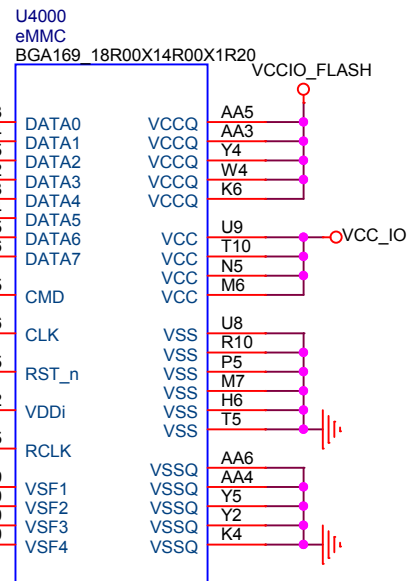 U4000
eMMC
BGA169_18R00X14R00X1R20
VCCIO_FLASH
DATA0 VCCQ AA5
DATA1 VCCQ AA3
DATA2 VCCQ Y4
DATA3 VCCQ W4
DATA4 VCCQ K6
DATA5
DATA6 VCC U9 VCC_IO
DATA7 VCC T10
VCC N5
CMD VCC M6
CLK VSS U8
VSS R10
RST_n VSS P5
VSS M7
VDDi VSS H6
VSS T5
RCLK
VSSQ AA6
VSF1 VSSQ AA4
VSF2 VSSQ Y5
VSF3 VSSQ Y2
VSF4 VSSQ K4